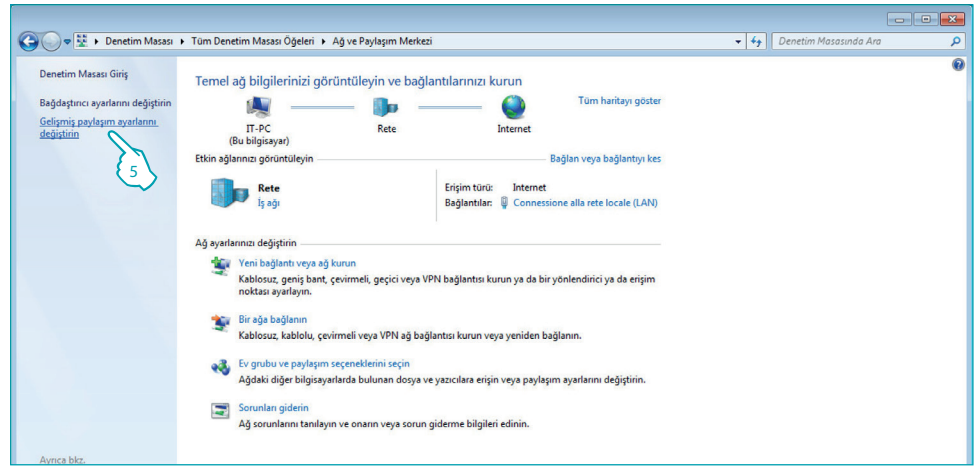 Denetim Masası ▸ Tüm Denetim Masası Öğeleri ▸ Ağ ve Paylaşım Merkezi
Denetim Masasında Ara
Denetim Masası Giriş
Bağdaştırıcı ayarlarını değiştirin
Gelişmiş paylaşım ayarlarını
değiştirin
5
Ayrıca bkz.
Temel ağ bilgilerinizi görüntüleyin ve bağlantılarınızı kurun
Tüm haritayı göster
IT-PC
(Bu bilgisayar)
Rete
Internet
Etkin ağlarınızı görüntüleyin
Bağlan veya bağlantıyı kes
Rete
İş ağı
Erişim türü: Internet
Bağlantılar: Connessione alla rete locale (LAN)
Ağ ayarlarınızı değiştirin
Yeni bağlantı veya ağ kurun
Kablosuz, geniş bant, çevirmeli, geçici veya VPN bağlantısı kurun ya da bir yönlendirici ya da erişim
noktası ayarlayın.
Bir ağa bağlanın
Kablosuz, kablolu, çevirmeli veya VPN ağ bağlantısı kurun veya yeniden bağlanın.
Ev grubu ve paylaşım seçeneklerini seçin
Ağdaki diğer bilgisayarlarda bulunan dosya ve yazıcılara erişin veya paylaşım ayarlarını değiştirin.
Sorunları giderin
Ağ sorunlarını tanılayın ve onarın veya sorun giderme bilgileri edinin.